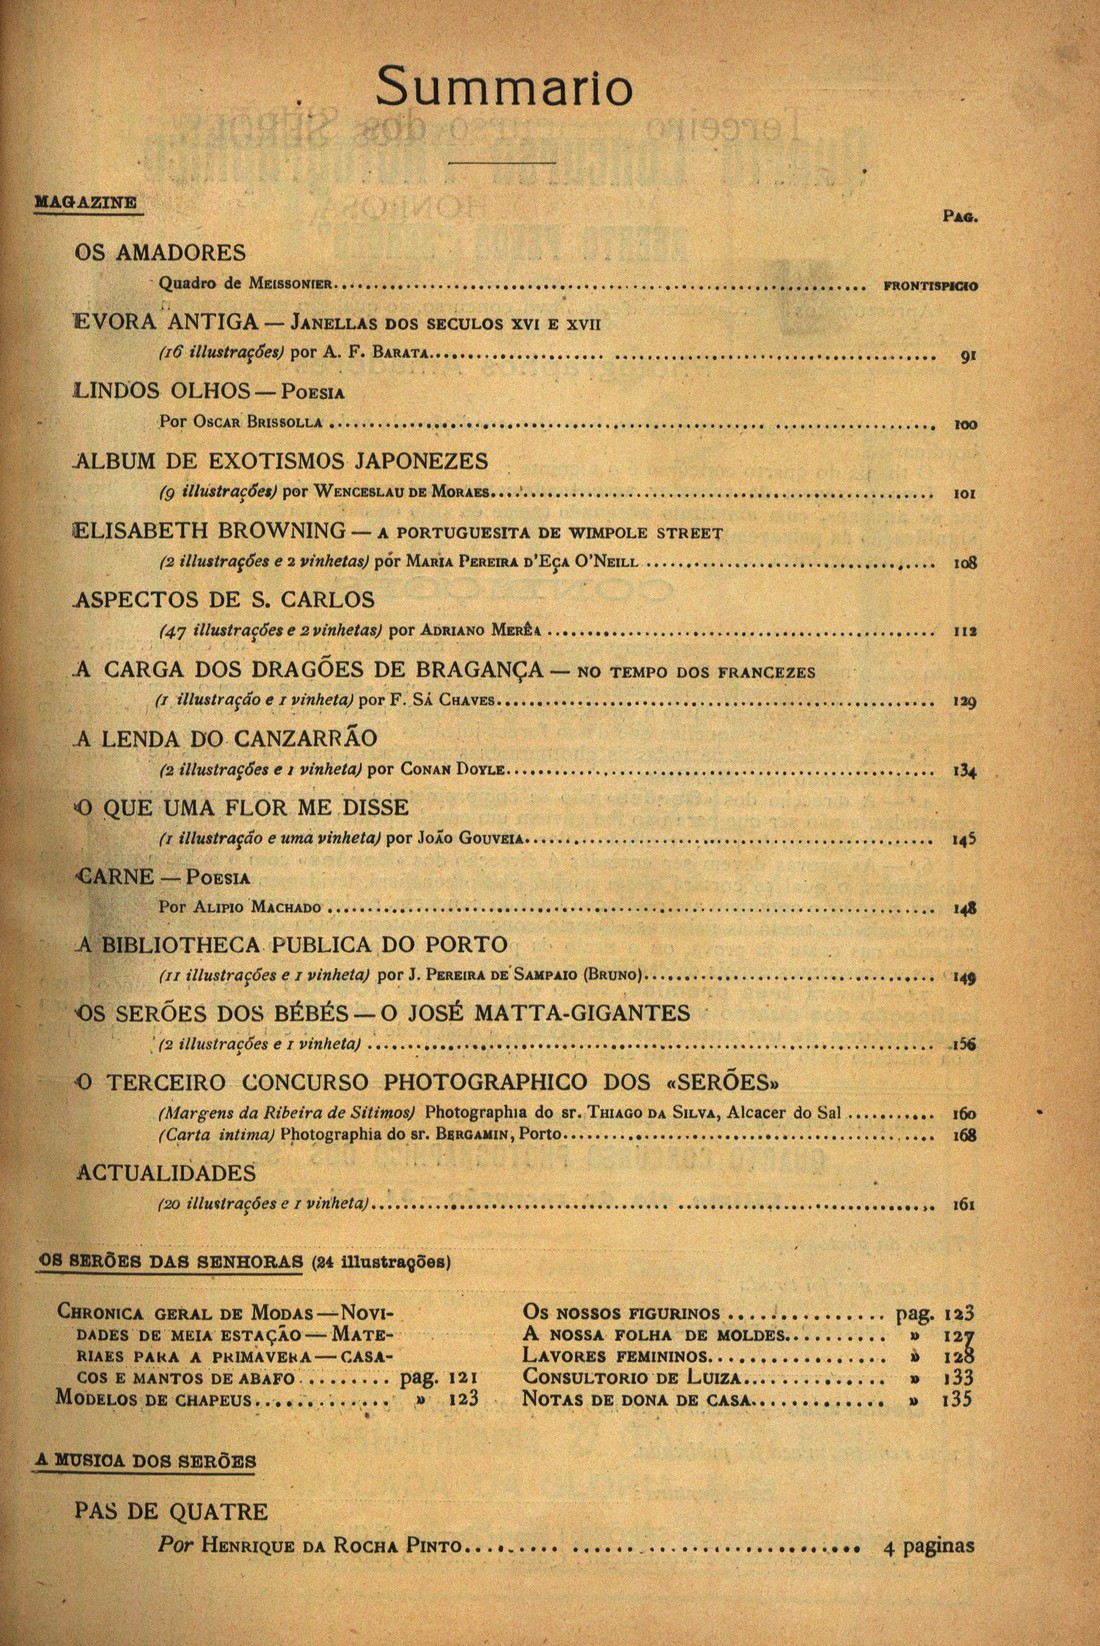 Summario
MAGAZINE
PAG.
OS AMADORES
Quadro de MEISSONIER........ FRONTISPICIO
EVORA ANTIGA — JANELLAS DOS SECULOS XVI E XVII
(16 illustrações) por A. F. BARATA........ 91
LINDOS OLHOS — POESIA
Por OSCAR BRISSOLLA ........ 100
ALBUM DE EXOTISMOS JAPONEZES
(9 illustrações) por WENCESLAU DE MORAES........ 101
ELISABETH BROWNING — A PORTUGUESITA DE WIMPOLE STREET
(2 illustrações e 2 vinhetas) por MARIA PEREIRA D'EÇA O'NEILL ........ 108
ASPECTOS DE S. CARLOS
(47 illustrações e 2 vinhetas) por ADRIANO MERÊA ........ 112
A CARGA DOS DRAGÕES DE BRAGANÇA — NO TEMPO DOS FRANCEZES
(1 illustração e 1 vinheta) por F. SÁ CHAVES........ 129
A LENDA DO CANZARRÃO
(2 illustrações e 1 vinheta) por CONAN DOYLE........ 134
O QUE UMA FLOR ME DISSE
(1 illustração e uma vinheta) por JOÃO GOUVEIA........ 145
CARNE — POESIA
Por ALIPIO MACHADO ........ 148
A BIBLIOTHECA PUBLICA DO PORTO
(11 illustrações e 1 vinheta) por J. PEREIRA DE SAMPAIO (BRUNO)........ 149
OS SERÕES DOS BÉBÉS — O JOSÉ MATTA-GIGANTES
(2 illustrações e 1 vinheta) ........ 156
O TERCEIRO CONCURSO PHOTOGRAPHICO DOS «SERÕES»
(Margens da Ribeira de Sitimos) Photographia do sr. THIAGO DA SILVA, Alcacer do Sal ........ 160
(Carta intima) Photographia do sr. BERGAMIN, Porto........ 168
ACTUALIDADES
(20 illustrações e 1 vinheta)........ 161
OS SERÕES DAS SENHORAS (24 illustrações)
CHRONICA GERAL DE MODAS — NOVI-
DADES DE MEIA ESTAÇÃO — MATE-
RIAES PARA A PRIMAVERA — CASA-
COS E MANTOS DE ABAFO ........ pag. 121
MODELOS DE CHAPEUS........ » 123
OS NOSSOS FIGURINOS ........ pag. 123
A NOSSA FOLHA DE MOLDES........ » 127
LAVORES FEMININOS........ » 128
CONSULTORIO DE LUIZA........ » 133
NOTAS DE DONA DE CASA........ » 135
A MUSICA DOS SERÕES
PAS DE QUATRE
Por HENRIQUE DA ROCHA PINTO........ 4 paginas